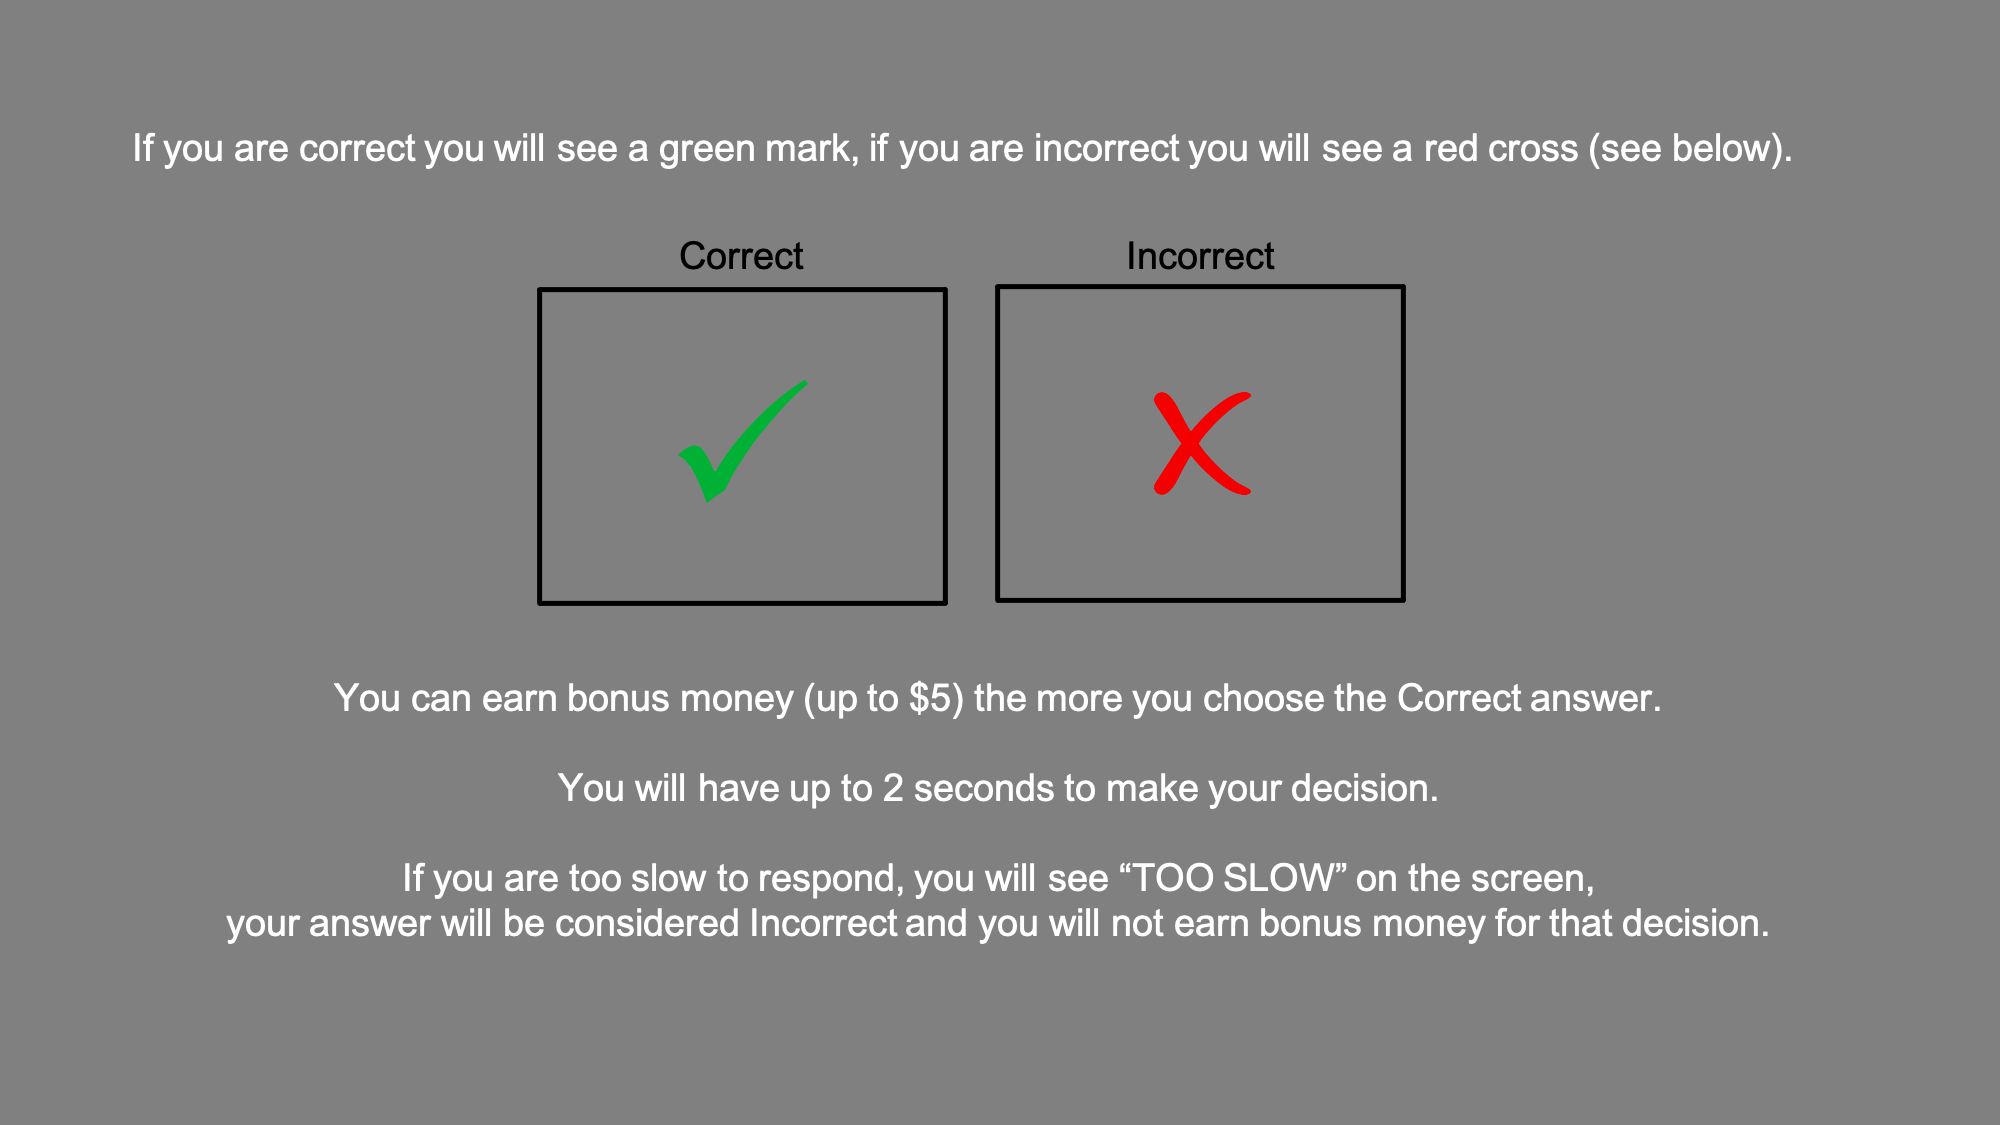 If you are correct you will see a green mark, if you are incorrect you will see a red cross (see below).
Correct
Incorrect
You can earn bonus money (up to $5) the more you choose the Correct answer.
You will have up to 2 seconds to make your decision.
If you are too slow to respond, you will see “TOO SLOW” on the screen,
your answer will be considered Incorrect and you will not earn bonus money for that decision.